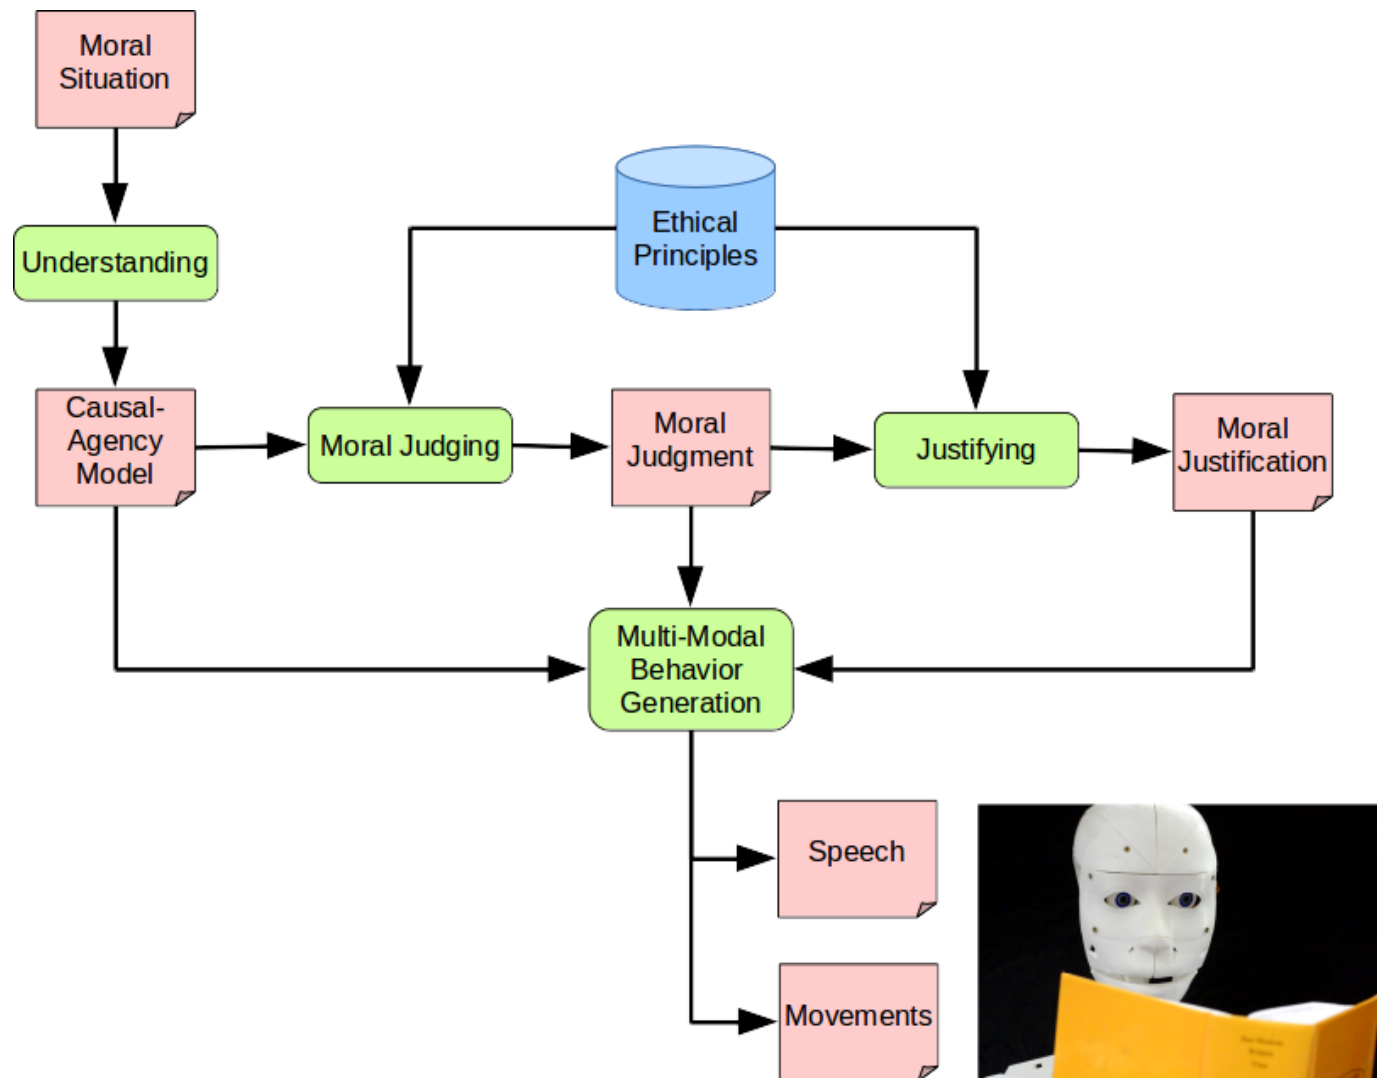 Moral
Situation
Understanding
Ethical
Principles
Causal-
Agency
Model
Moral Judging
Moral
Judgment
Justifying
Moral
Justification
Multi-Modal
Behavior
Generation
Speech
Movements